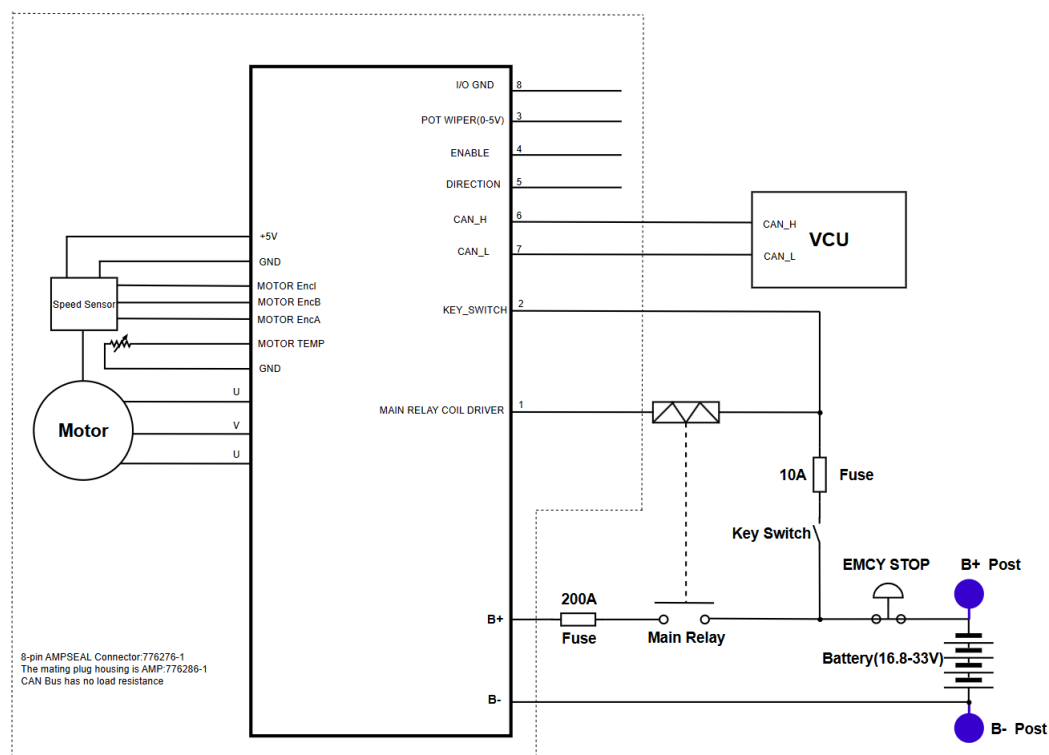 I/O GND 8
POT WIPER(0-5V) 3
ENABLE 4
DIRECTION 5
CAN_H 6
CAN_L 7
KEY_SWITCH 2
MAIN RELAY COIL DRIVER 1
CAN_H
VCU
CAN_L
+5V
GND
MOTOR EncI
MOTOR EncB
MOTOR EncA
MOTOR TEMP
GND
Speed Sensor
Motor
U
V
U
10A Fuse
Key Switch
EMCY STOP
B+ Post
B+
200A
Fuse
Main Relay
Battery(16.8-33V)
B-
B- Post
8-pin AMPSEAL Connector:776276-1
The mating plug housing is AMP:776286-1
CAN Bus has no load resistance